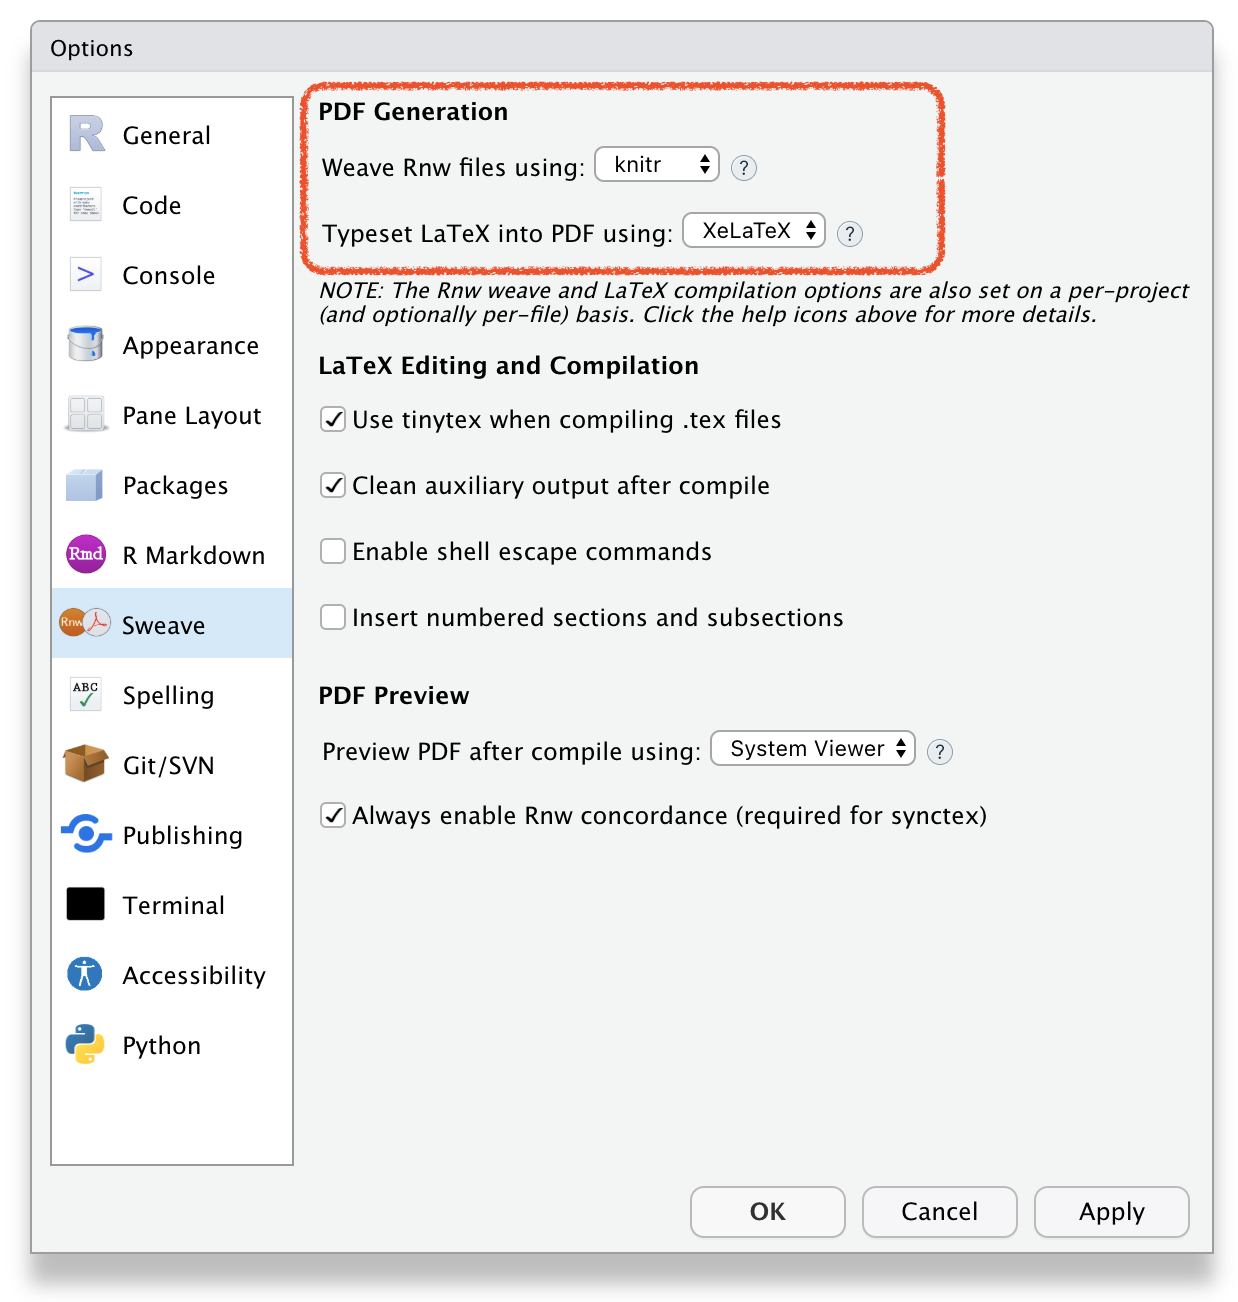 Options
General
Code
Console
Appearance
Pane Layout
Packages
Rmd
R Markdown
Rnw
Sweave
ABC
Spelling
Git/SVN
Publishing
Terminal
Accessibility
Python
PDF Generation
Weave Rnw files using: knitr ?
Typeset LaTeX into PDF using: XeLaTeX ?
NOTE: The Rnw weave and LaTeX compilation options are also set on a per-project
(and optionally per-file) basis. Click the help icons above for more details.
LaTeX Editing and Compilation
Use tinytex when compiling .tex files
Clean auxiliary output after compile
Enable shell escape commands
Insert numbered sections and subsections
PDF Preview
Preview PDF after compile using: System Viewer ?
Always enable Rnw concordance (required for synctex)
OK
Cancel
Apply